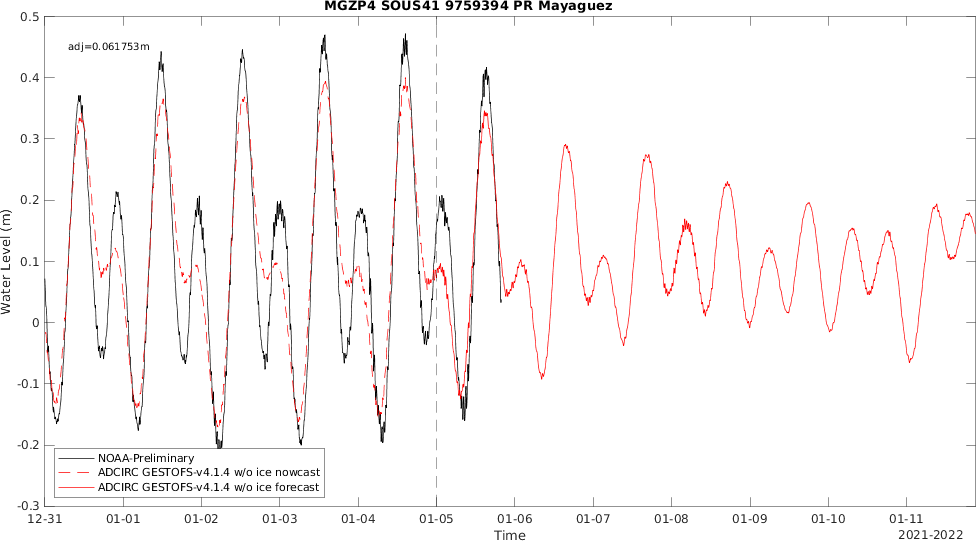 MGZP4 SOUS41 9759394 PR Mayaguez
0.5
adj=0.061753m
0.4
0.3
0.2
0.1
0
-0.1
-0.2
-0.3
Water Level (m)
NOAA-Preliminary
ADCIRC GESTOFS-v4.1.4 w/o ice nowcast
ADCIRC GESTOFS-v4.1.4 w/o ice forecast
12-31 01-01 01-02 01-03 01-04 01-05 01-06 01-07 01-08 01-09 01-10 01-11
Time
2021-2022